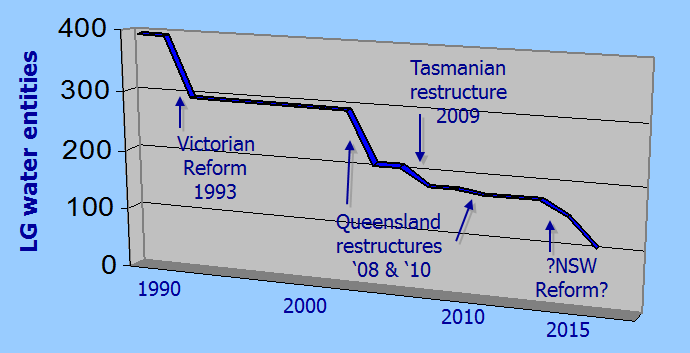 LG water entities
400
300
200
100
0
Victorian
Reform
1993
Tasmanian
restructure
2009
Queensland
restructures
‘08 & ‘10
?NSW
Reform?
1990
2000
2010
2015